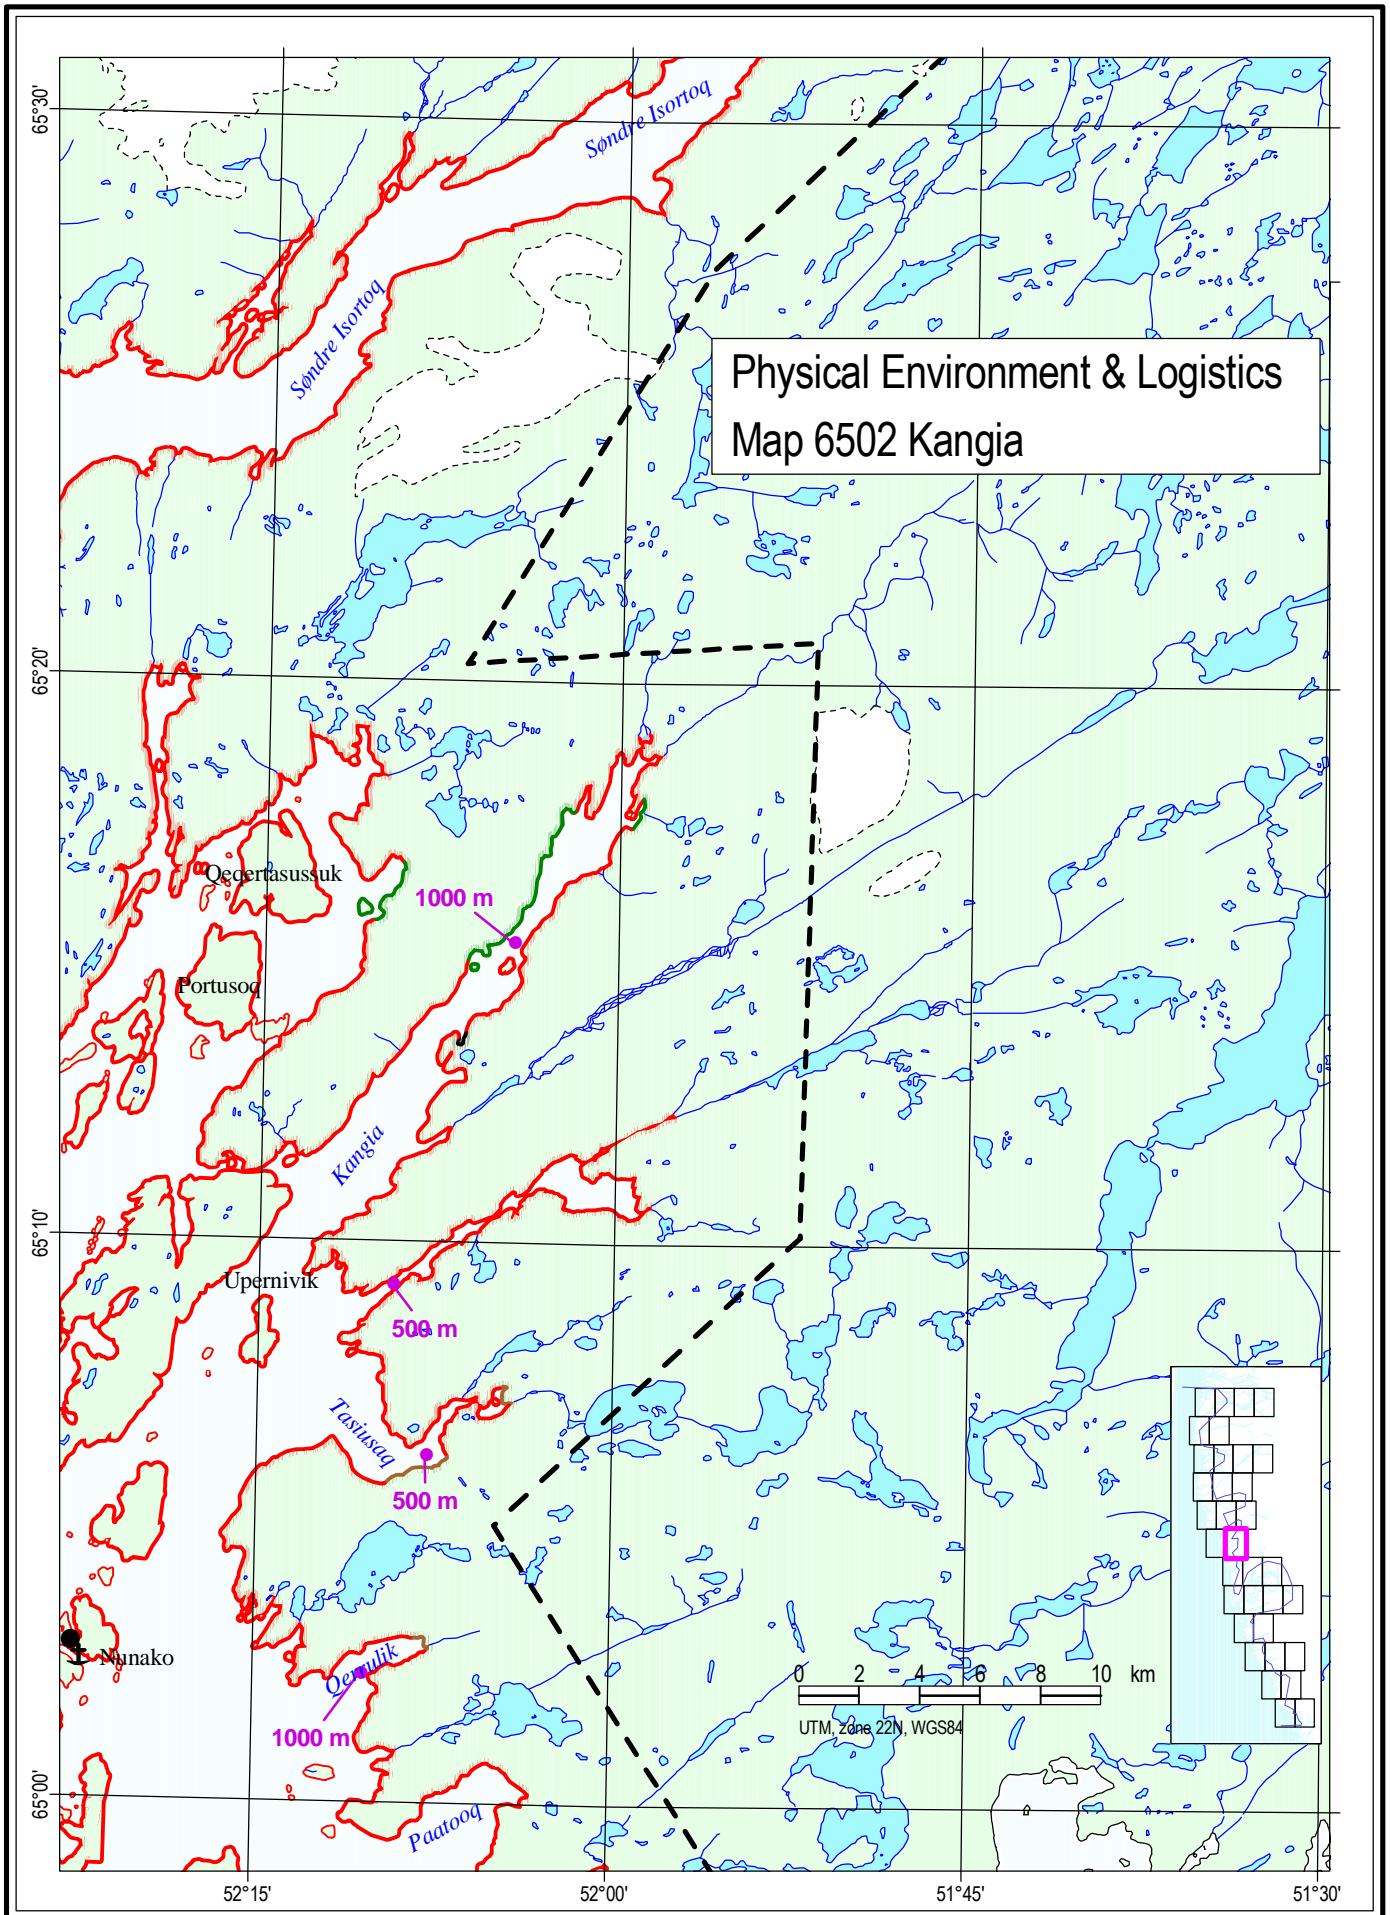 65°30'
Søndre Isortoq
Søndre Isortoq
Physical Environment & Logistics
Map 6502 Kangia
65°20'
Qeqertasussuk
1000 m
Portusoq
Kangia
65°10'
Upernivik
500 m
Tasiusaq
500 m
Nunako
Qerrulik
1000 m
0 2 4 6 8 10 km
UTM, zone 22N, WGS84
65°00'
Paatooq
52°15' 52°00' 51°45' 51°30'